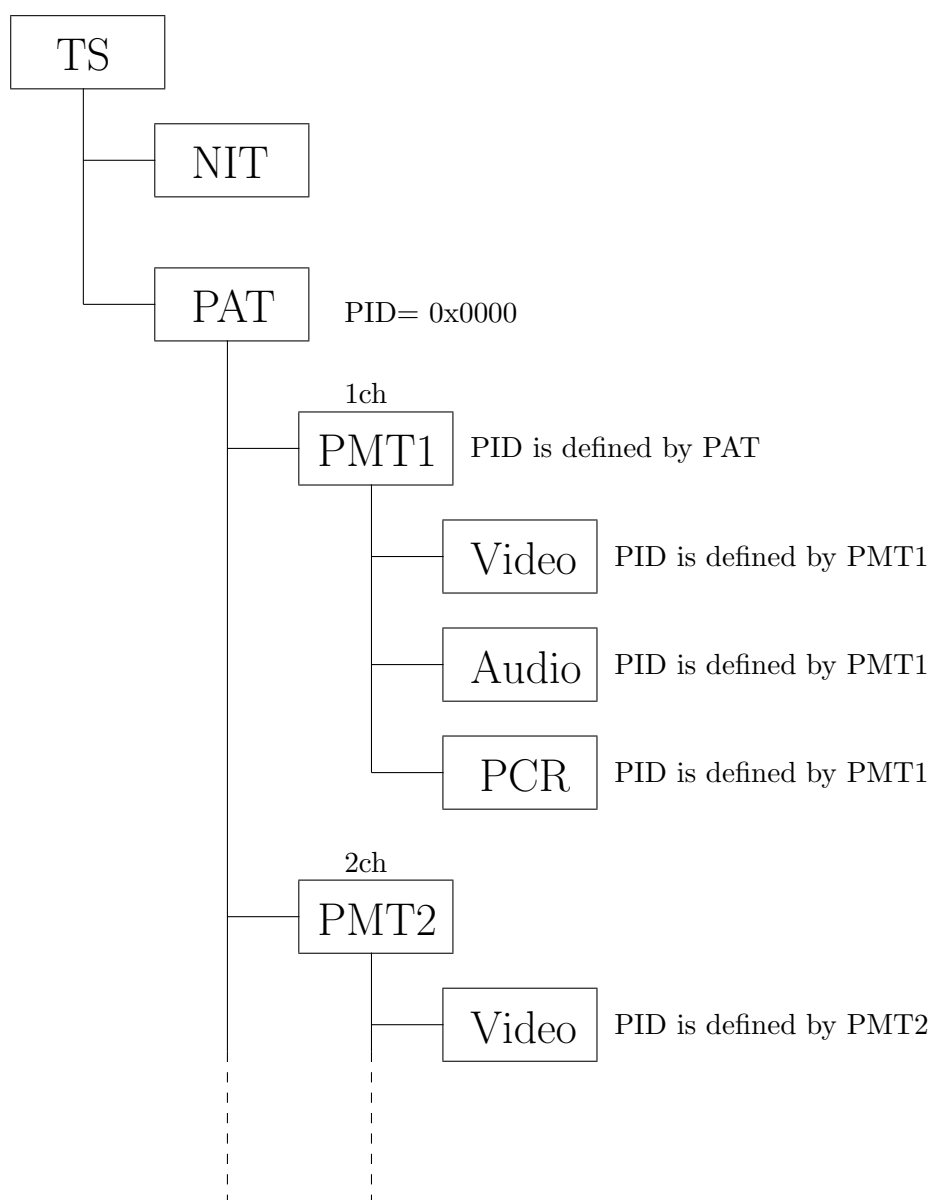 TS
NIT
PAT
PID= 0x0000
1ch
PMT1
PID is defined by PAT
Video
PID is defined by PMT1
Audio
PID is defined by PMT1
PCR
PID is defined by PMT1
2ch
PMT2
Video
PID is defined by PMT2